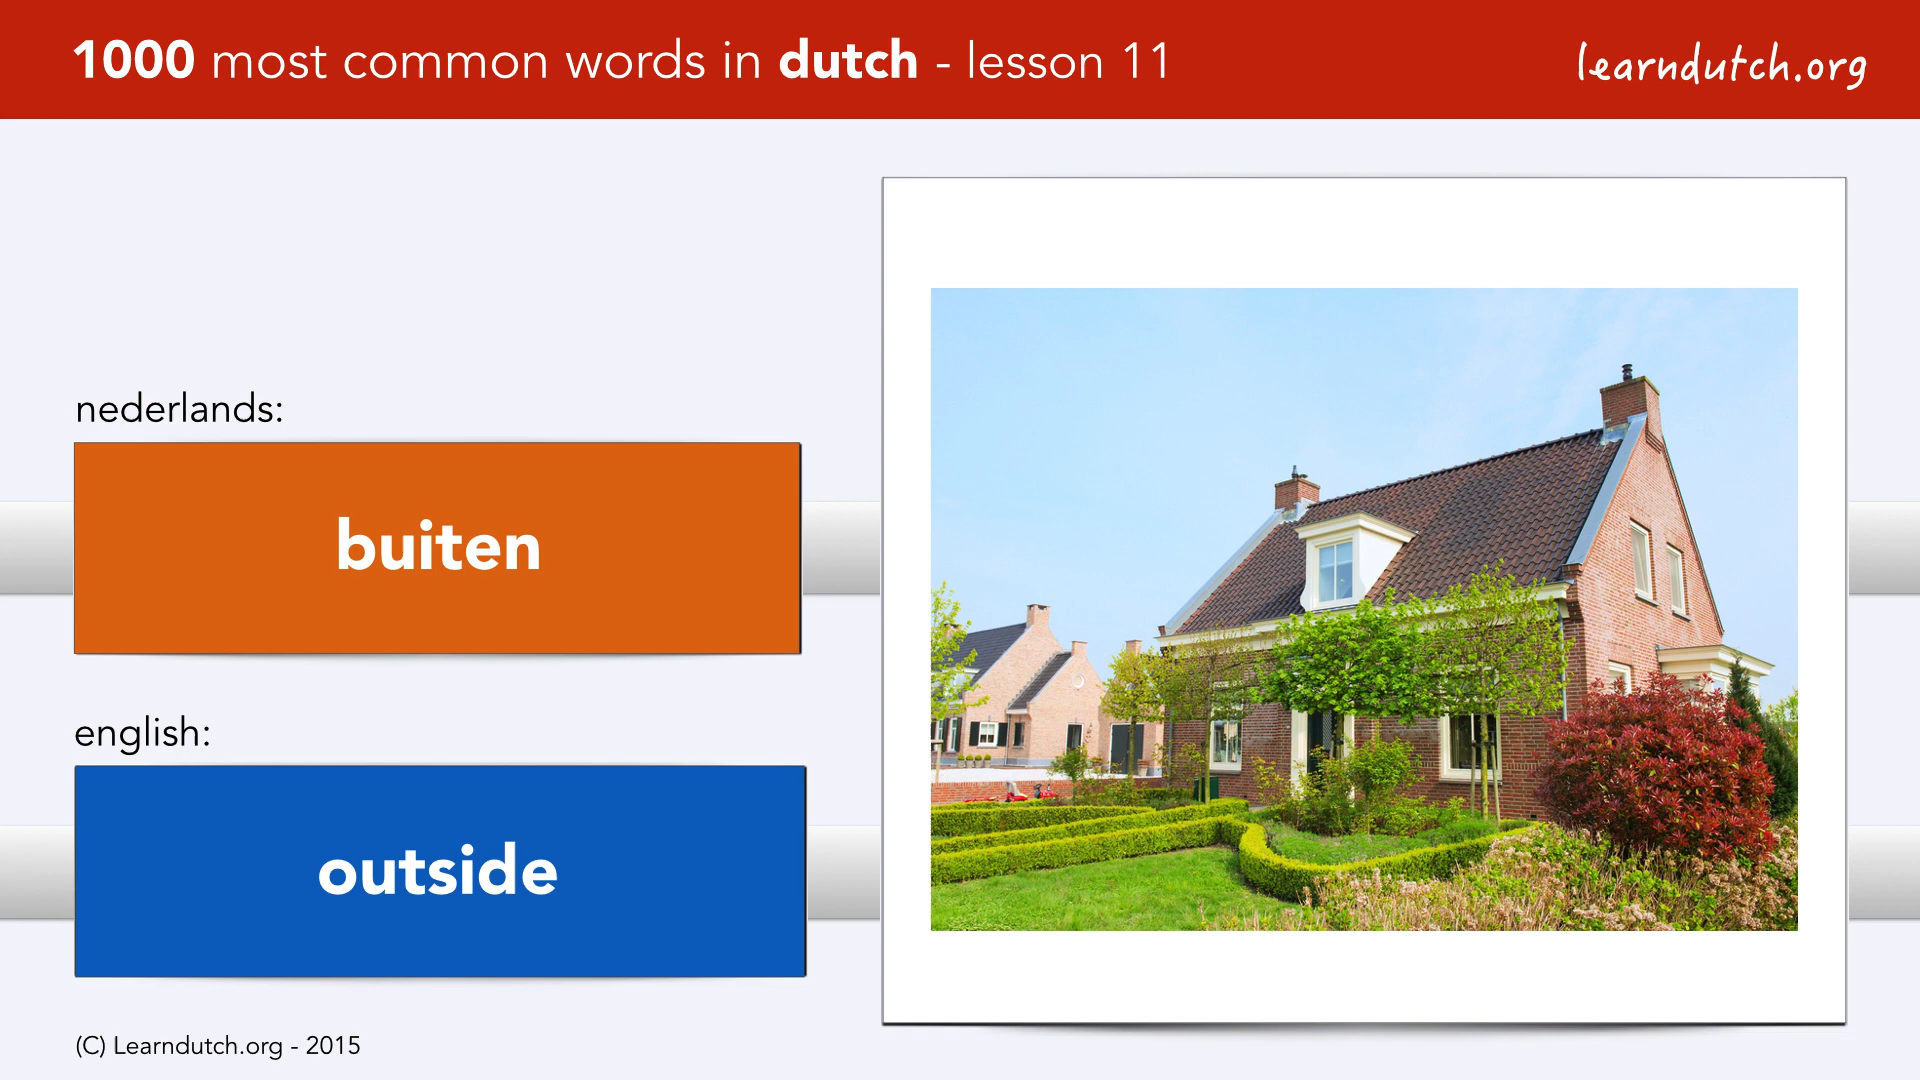 1000 most common words in dutch - lesson 11
learndutch.org
nederlands:
buiten
english:
outside
(C) Learndutch.org - 2015